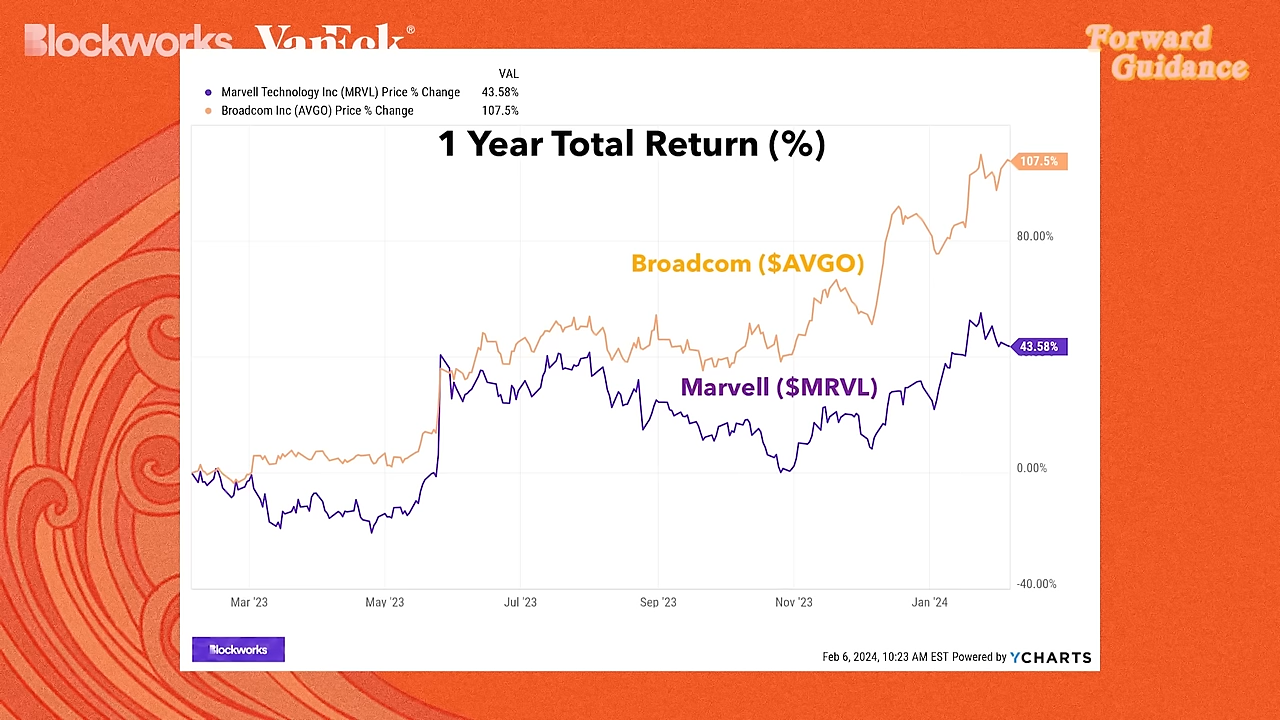 Blockworks VanEck®
Forward
Guidance
VAL
Marvell Technology Inc (MRVL) Price % Change 43.58%
Broadcom Inc (AVGO) Price % Change 107.5%
1 Year Total Return (%)
107.5%
80.00%
Broadcom ($AVGO)
43.58%
Marvell ($MRVL)
0.00%
-40.00%
Mar '23 May '23 Jul '23 Sep '23 Nov '23 Jan '24
Blockworks
Feb 6, 2024, 10:23 AM EST Powered by YCHARTS